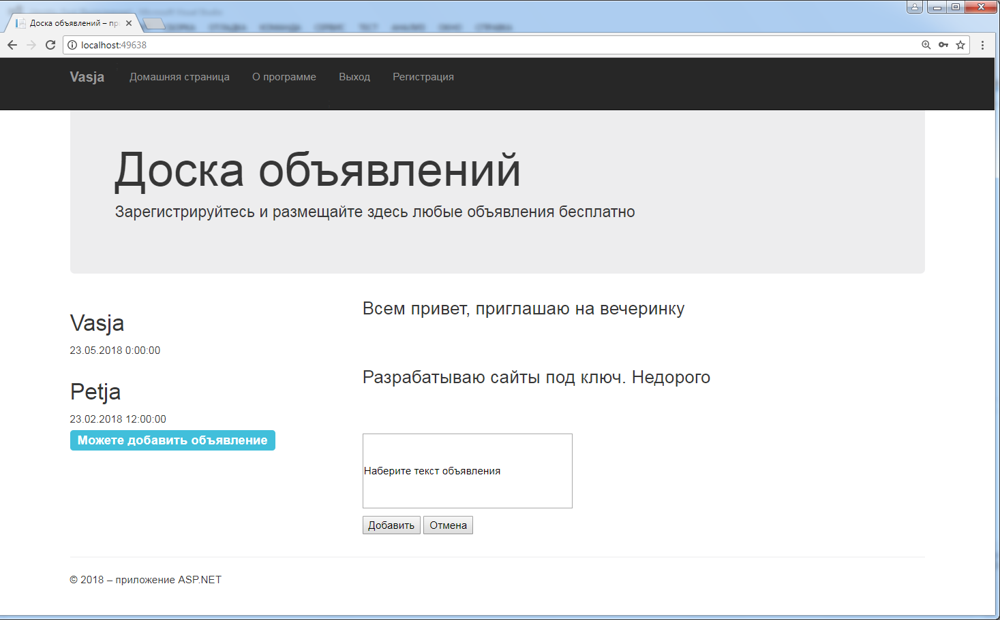 Доска объявлений – пр
localhost:49638
Vasja Домашняя страница О программе Выход Регистрация
Доска объявлений
Зарегистрируйтесь и размещайте здесь любые объявления бесплатно
Vasja
23.05.2018 0:00:00
Всем привет, приглашаю на вечеринку
Petja
23.02.2018 12:00:00
Разрабатываю сайты под ключ. Недорого
Можете добавить объявление
Наберите текст объявления
Добавить Отмена
© 2018 – приложение ASP.NET